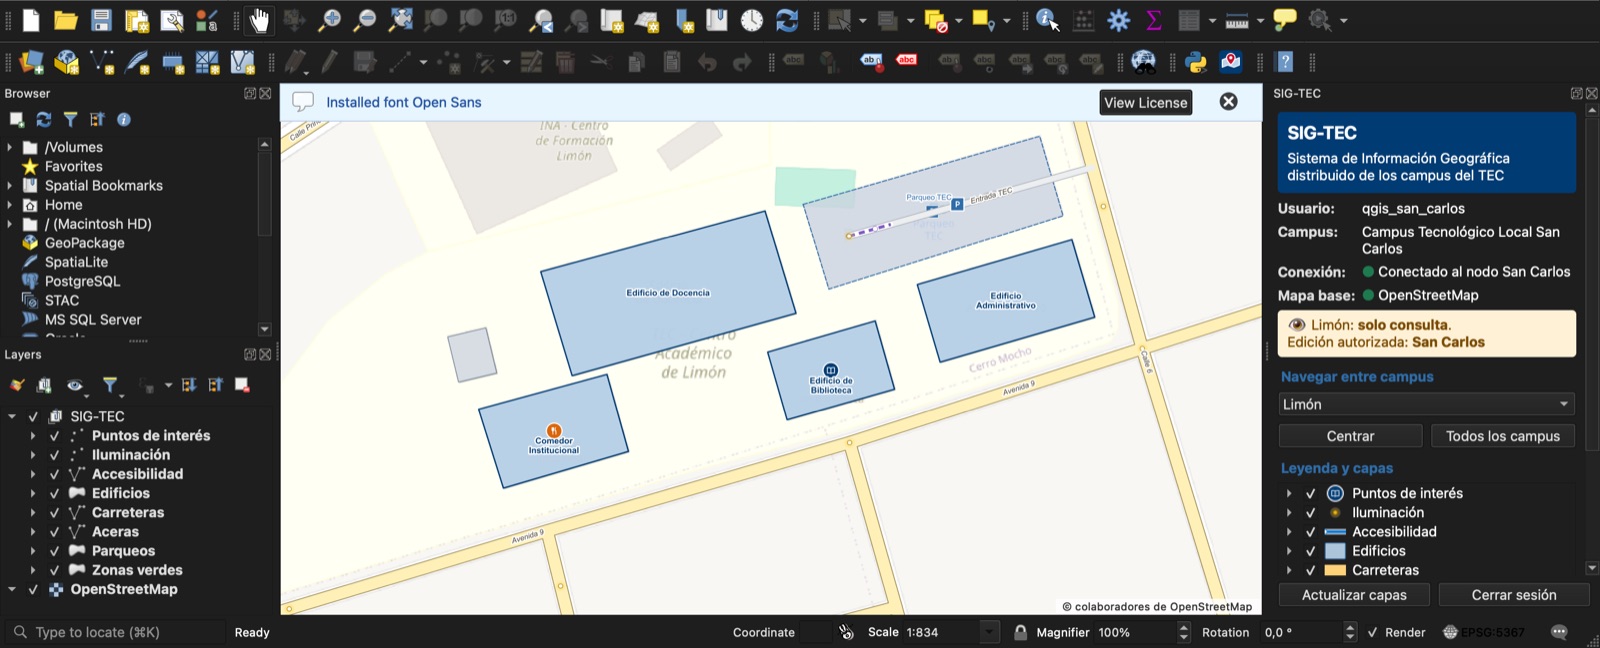 Browser
/Volumes
Favorites
Spatial Bookmarks
Home
/ (Macintosh HD)
GeoPackage
SpatiaLite
PostgreSQL
STAC
MS SQL Server
Layers
SIG-TEC
Puntos de interés
Iluminación
Accesibilidad
Edificios
Carreteras
Aceras
Parqueos
Zonas verdes
OpenStreetMap
Type to locate (⌘K)
Ready
Installed font Open Sans
View License
INA - Centro
de Formación
Limón
Parqueo TEC
Entrada TEC
Parqueo
TEC
Edificio de Docencia
Edificio
Administrativo
Académico
de Limón
Edificio de
Biblioteca
Cerro Mocho
Comedor
Institucional
Avenida 9
Avenida 9
Calle 6
© colaboradores de OpenStreetMap
Coordinate
Scale 1:834
Magnifier 100%
Rotation 0,0 °
Render
EPSG:5367
SIG-TEC
SIG-TEC
Sistema de Información Geográfica
distribuido de los campus del TEC
Usuario: qgis_san_carlos
Campus: Campus Tecnológico Local San
Carlos
Conexión: Conectado al nodo San Carlos
Mapa base: OpenStreetMap
Limón: solo consulta.
Edición autorizada: San Carlos
Navegar entre campus
Limón
Centrar
Todos los campus
Leyenda y capas
Puntos de interés
Iluminación
Accesibilidad
Edificios
Carreteras
Actualizar capas
Cerrar sesión